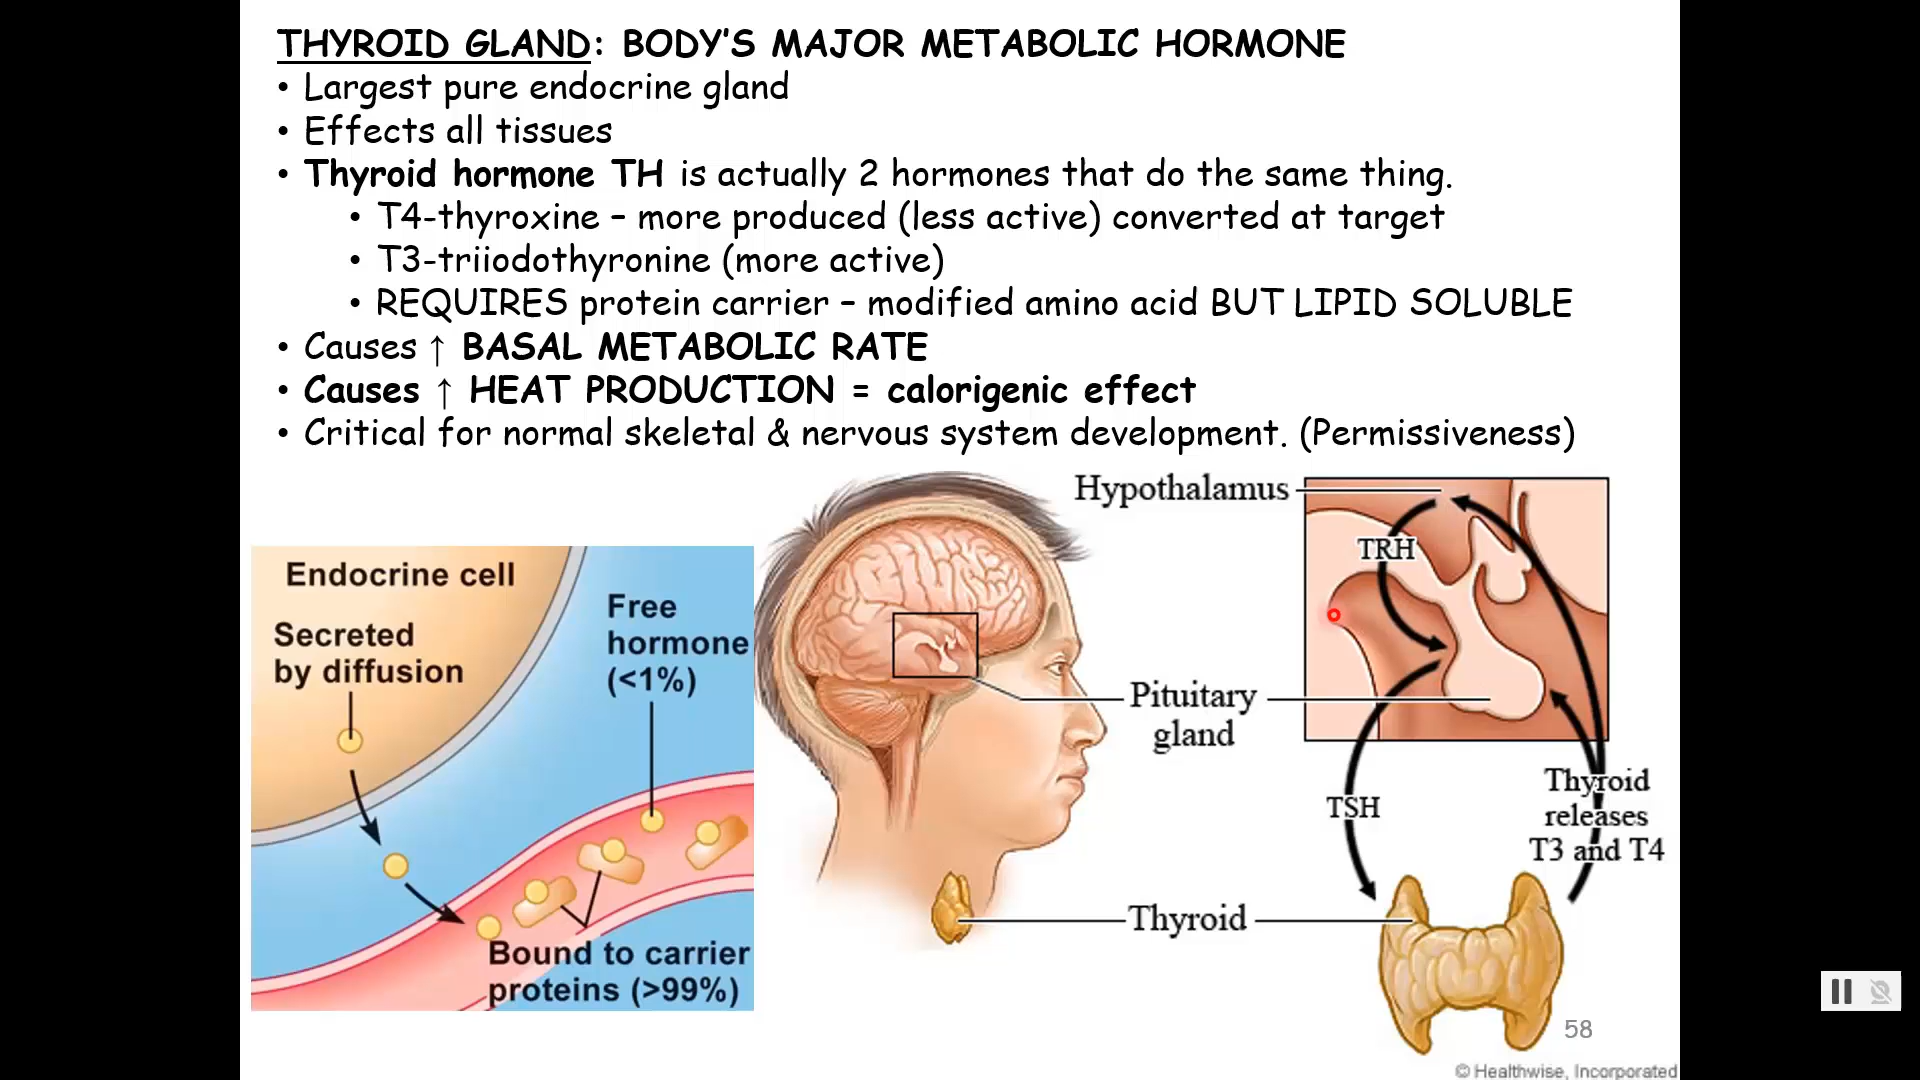 THYROID GLAND: BODY'S MAJOR METABOLIC HORMONE
• Largest pure endocrine gland
• Effects all tissues
• Thyroid hormone TH is actually 2 hormones that do the same thing.
• T4-thyroxine – more produced (less active) converted at target
• T3-triiodothyronine (more active)
• REQUIRES protein carrier – modified amino acid BUT LIPID SOLUBLE
• Causes ↑ BASAL METABOLIC RATE
• Causes ↑ HEAT PRODUCTION = calorigenic effect
• Critical for normal skeletal & nervous system development. (Permissiveness)
Endocrine cell
Secreted
by diffusion
Free
hormone
(<1%)
Bound to carrier
proteins (>99%)
Hypothalamus
TRH
Pituitary
gland
TSH
Thyroid
releases
T3 and T4
Thyroid
58
© Healthwise, Incorporated